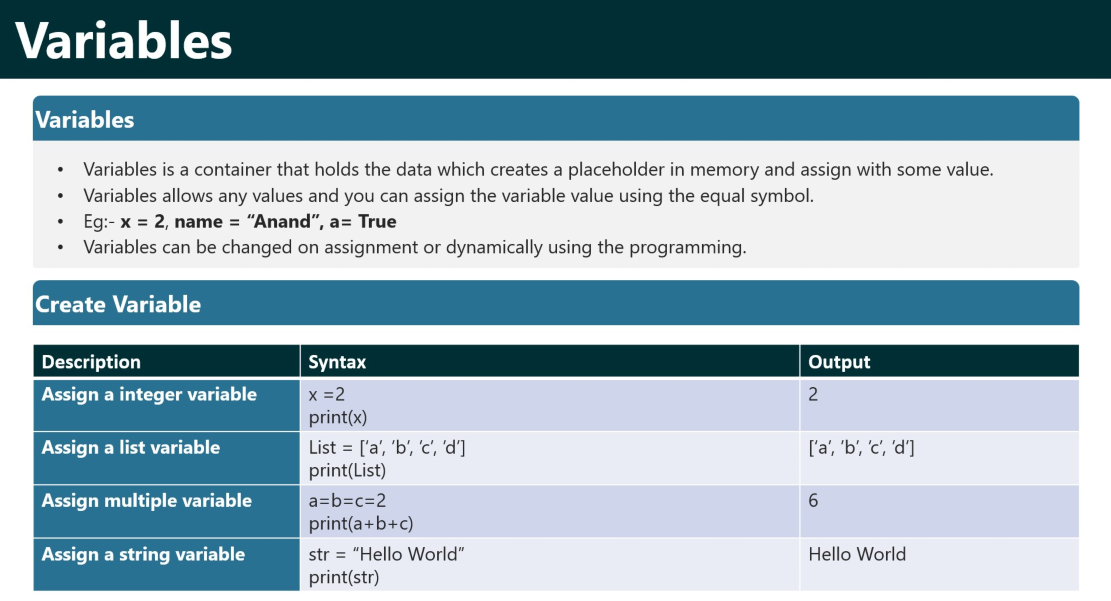 Variables
Variables
• Variables is a container that holds the data which creates a placeholder in memory and assign with some value.
• Variables allows any values and you can assign the variable value using the equal symbol.
• Eg:- x = 2, name = “Anand”, a= True
• Variables can be changed on assignment or dynamically using the programming.
Create Variable
Description Syntax Output
Assign a integer variable x =2 2
print(x)
Assign a list variable List = [‘a’, ‘b’, ‘c’, ‘d’] [‘a’, ‘b’, ‘c’, ‘d’]
print(List)
Assign multiple variable a=b=c=2 6
print(a+b+c)
Assign a string variable str = “Hello World” Hello World
print(str)